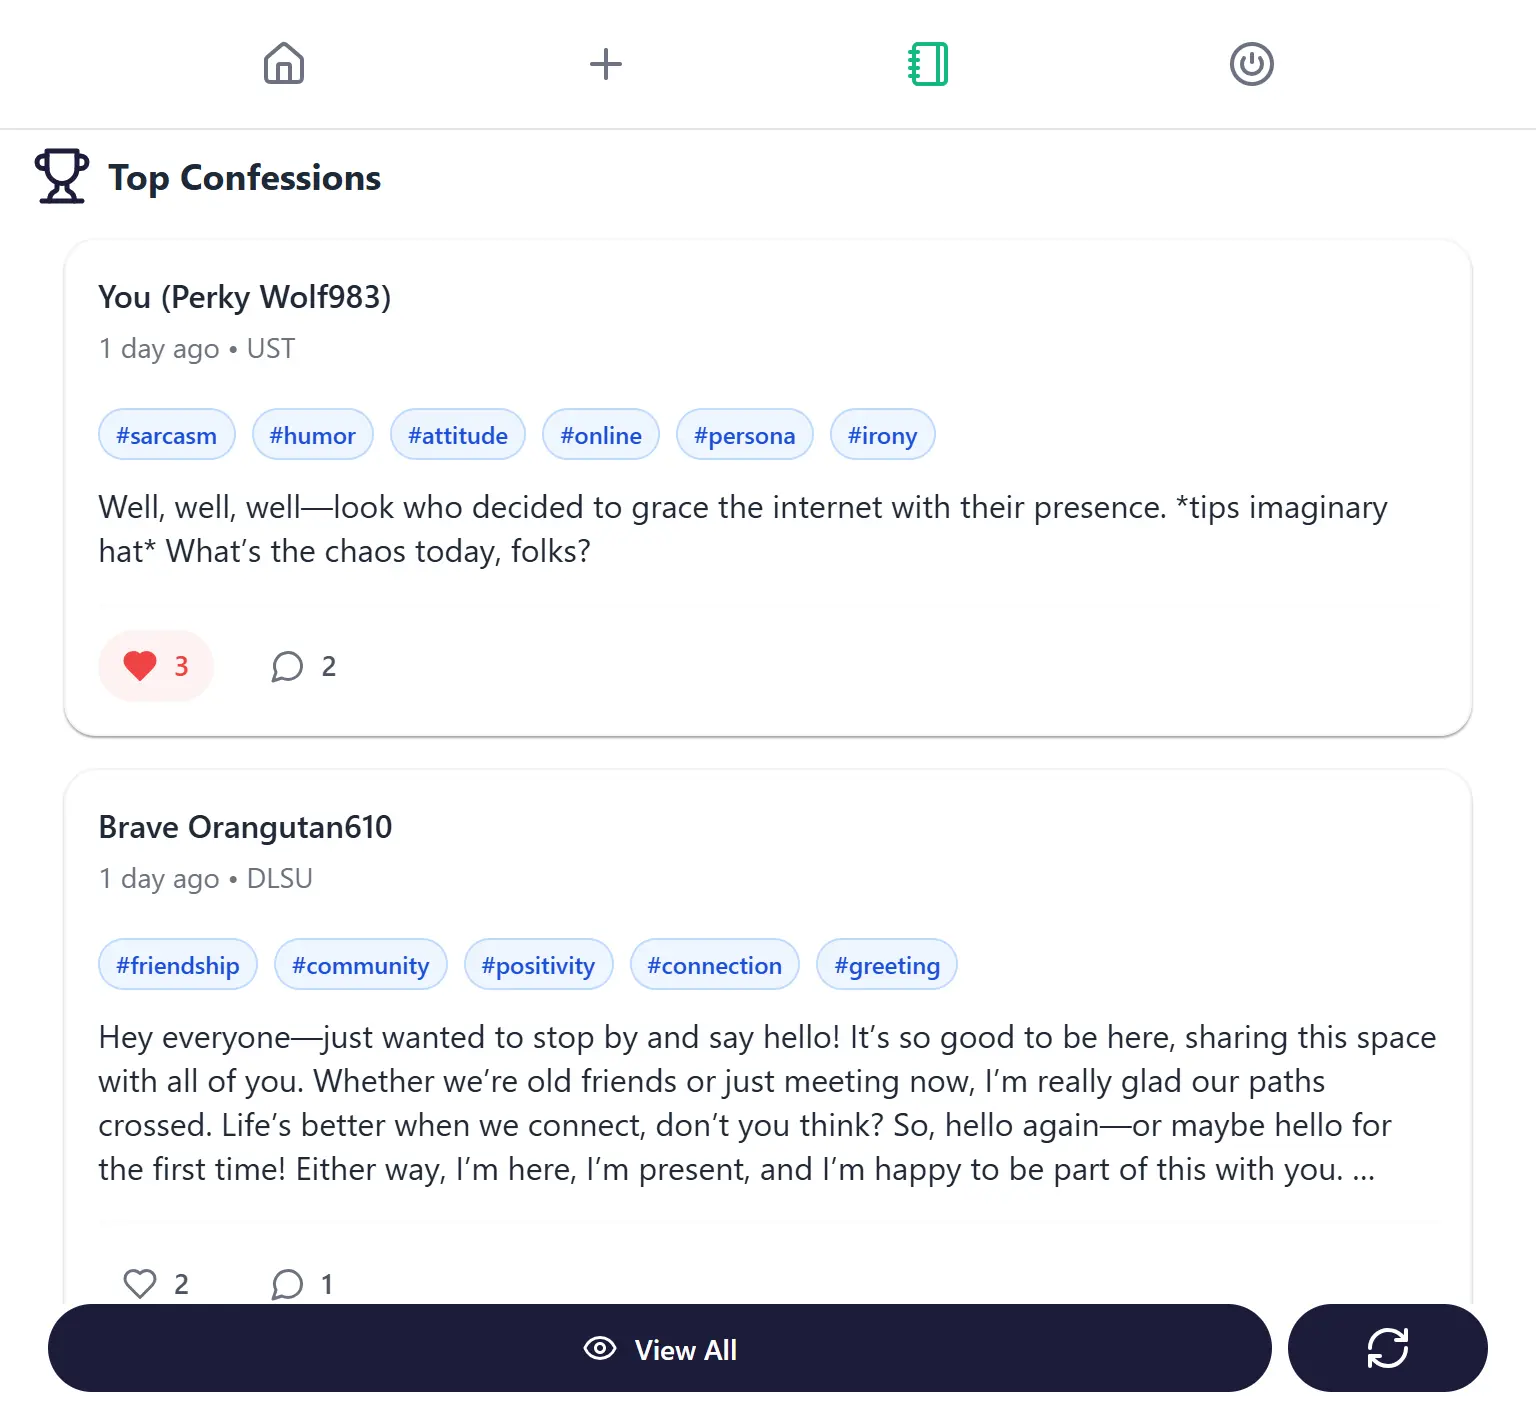 Top Confessions
You (Perky Wolf983)
1 day ago • UST
#sarcasm #humor #attitude #online #persona #irony
Well, well, well—look who decided to grace the internet with their presence. *tips imaginary
hat* What’s the chaos today, folks?
3 2
Brave Orangutan610
1 day ago • DLSU
#friendship #community #positivity #connection #greeting
Hey everyone—just wanted to stop by and say hello! It’s so good to be here, sharing this space
with all of you. Whether we’re old friends or just meeting now, I’m really glad our paths
crossed. Life’s better when we connect, don’t you think? So, hello again—or maybe hello for
the first time! Either way, I’m here, I’m present, and I’m happy to be part of this with you. ...
2 1
View All